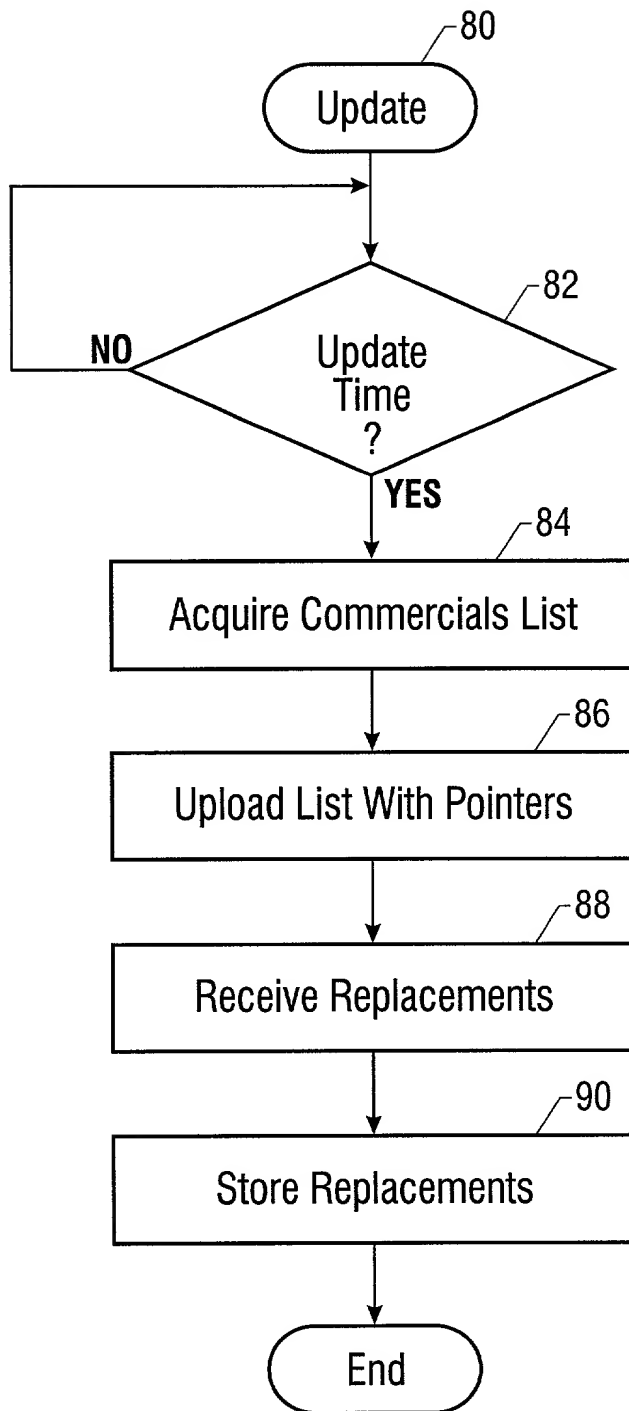 80
Update
82
NO
Update
Time
?
YES
84
Acquire Commercials List
86
Upload List With Pointers
88
Receive Replacements
90
Store Replacements
End